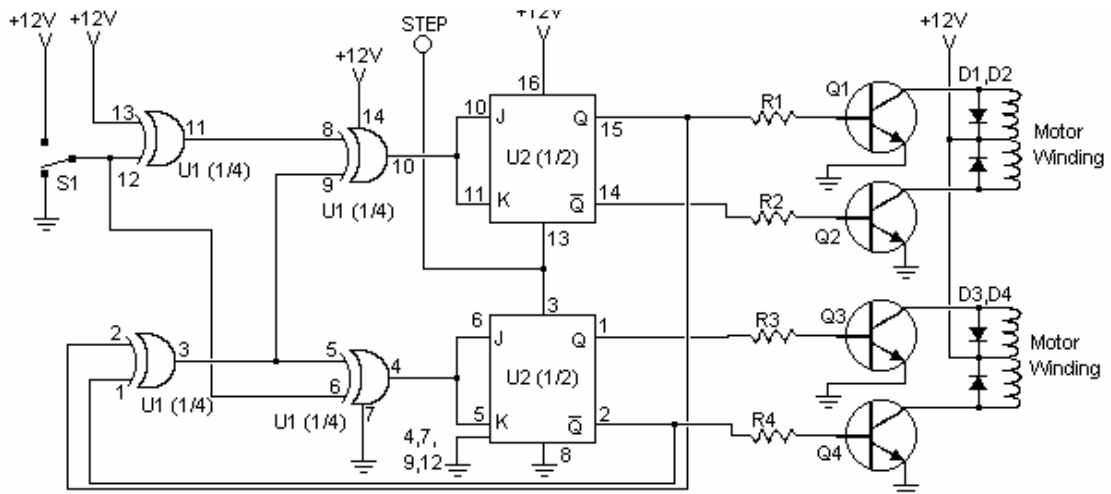 +12V
+12V
STEP
+12V
+12V
+12V
13
11
12
U1 (1/4)
S1
14
8
10
9
U1 (1/4)
16
10
J
Q
15
U2 (1/2)
11
K
Q
14
13
R1
R2
Q1
Q2
D1,D2
Motor
Winding
2
3
1
U1 (1/4)
5
4
6
7
U1 (1/4)
3
6
J
Q
1
U2 (1/2)
5
K
Q
2
8
4,7,
9,12
R3
R4
Q3
Q4
D3,D4
Motor
Winding